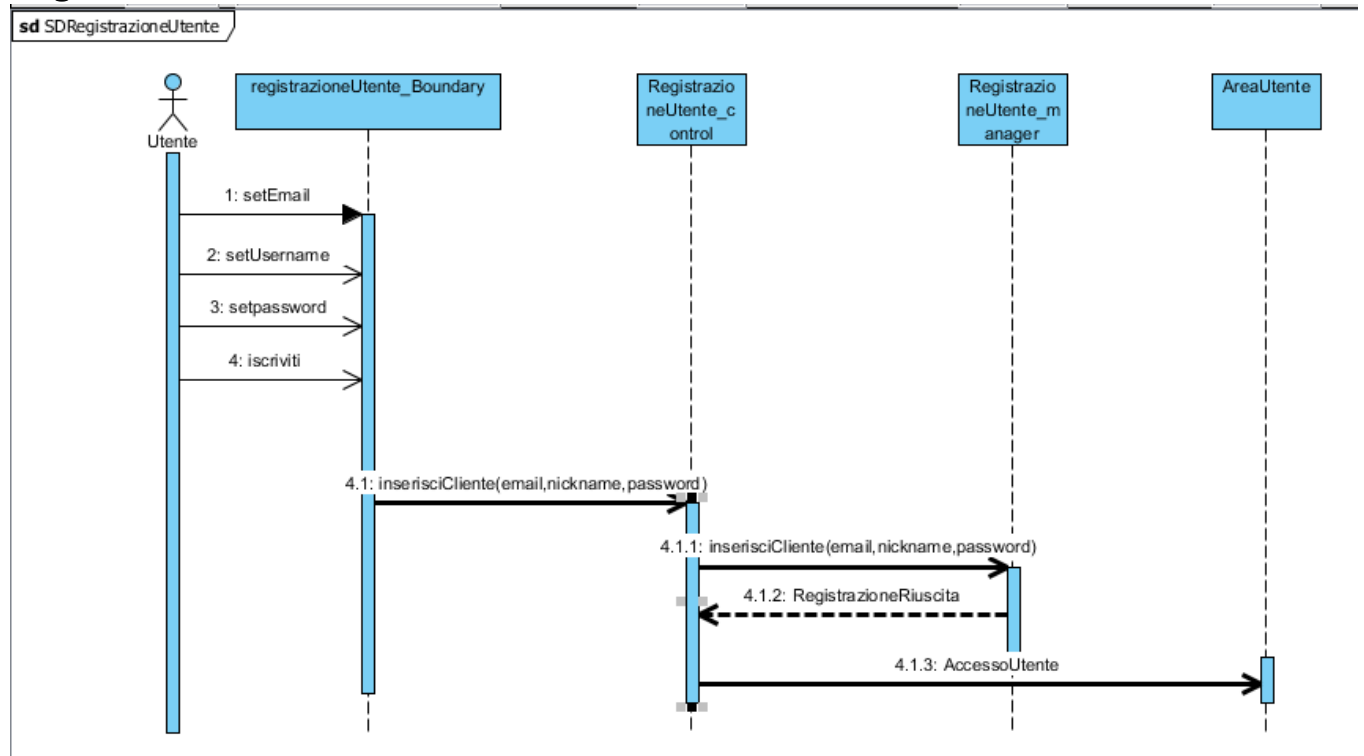 sd SDRegistrazioneUtente
Utente
registrazioneUtente_Boundary
Registrazio
neUtente_c
ontrol
Registrazio
neUtente_m
anager
AreaUtente
1: setEmail
2: setUsername
3: setpassword
4: iscriviti
4.1: inserisciCliente(email,nickname,password)
4.1.1: inserisciCliente(email,nickname,password)
4.1.2: RegistrazioneRiuscita
4.1.3: AccessoUtente